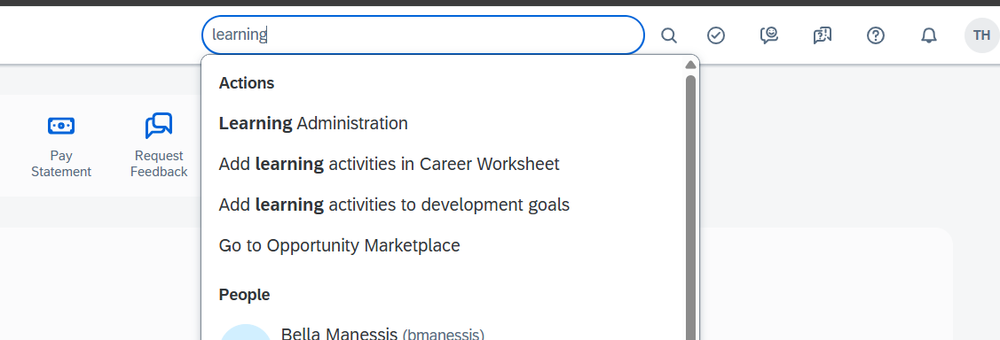 learning
TH
Pay
Statement
Request
Feedback
Actions
Learning Administration
Add learning activities in Career Worksheet
Add learning activities to development goals
Go to Opportunity Marketplace
People
Bella Manessis (bmanessis)